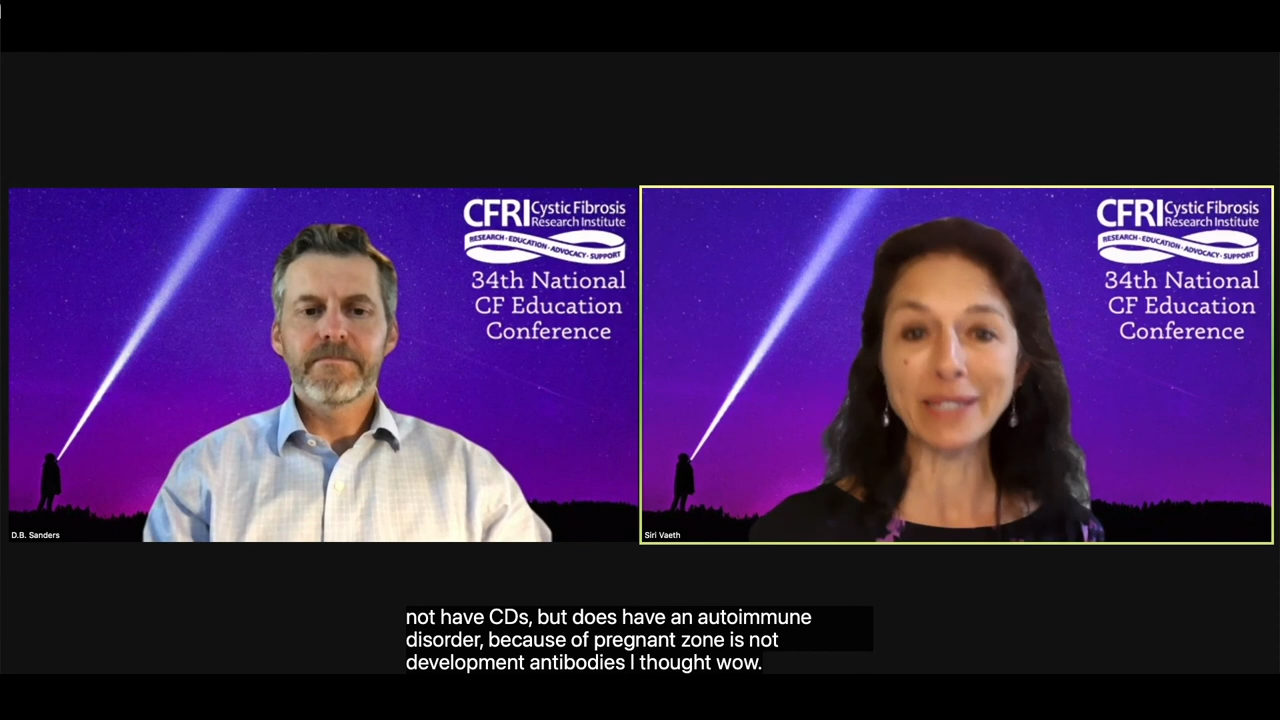 CFRI Cystic Fibrosis
Research Institute
RESEARCH · EDUCATION · ADVOCACY · SUPPORT
34th National
CF Education
Conference
D.B. Sanders
CFRI Cystic Fibrosis
Research Institute
RESEARCH · EDUCATION · ADVOCACY · SUPPORT
34th National
CF Education
Conference
Siri Vaeth
not have CDs, but does have an autoimmune
disorder, because of pregnant zone is not
development antibodies I thought wow.